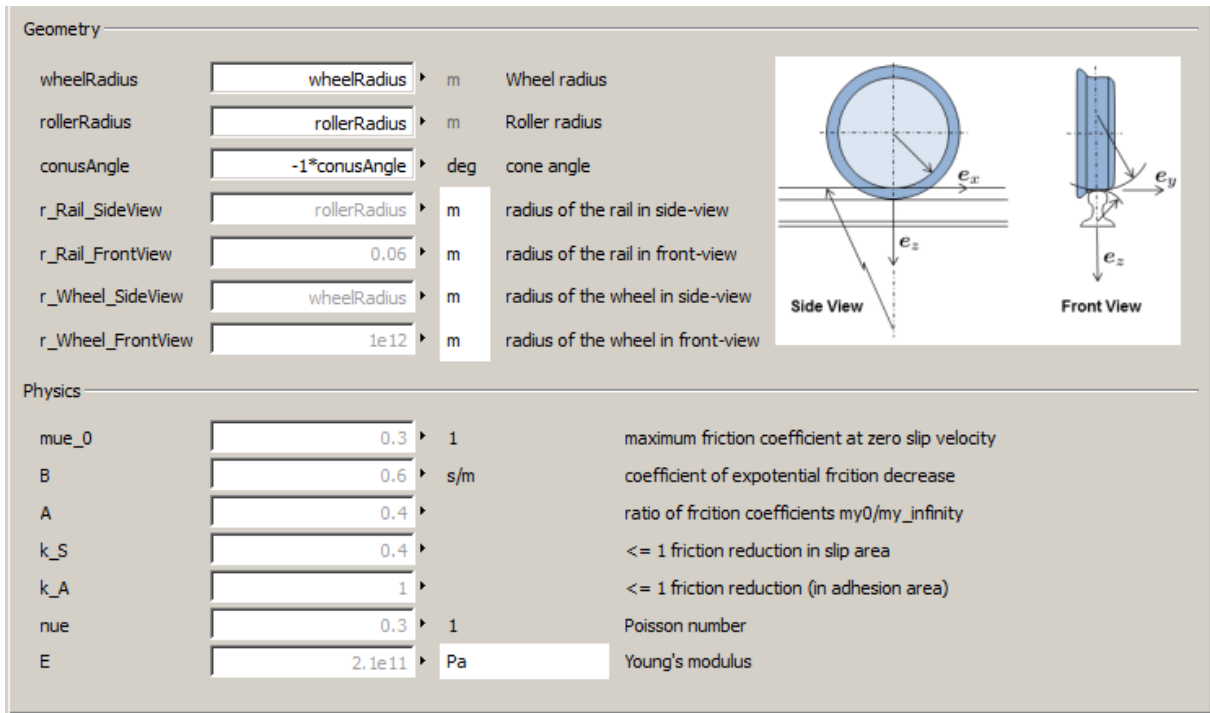 Geometry
wheelRadius wheelRadius m Wheel radius
rollerRadius rollerRadius m Roller radius
conusAngle -1*conusAngle deg cone angle
r_Rail_SideView rollerRadius m radius of the rail in side-view
r_Rail_FrontView 0.06 m radius of the rail in front-view
r_Wheel_SideView wheelRadius m radius of the wheel in side-view
r_Wheel_FrontView 1e12 m radius of the wheel in front-view
e_x
e_y
e_z
e_z
Side View Front View
Physics
mue_0 0.3 1 maximum friction coefficient at zero slip velocity
B 0.6 s/m coefficient of expotential frcition decrease
A 0.4 ratio of frcition coefficients my0/my_infinity
k_S 0.4 <= 1 friction reduction in slip area
k_A 1 <= 1 friction reduction (in adhesion area)
nue 0.3 1 Poisson number
E 2.1e11 Pa Young's modulus